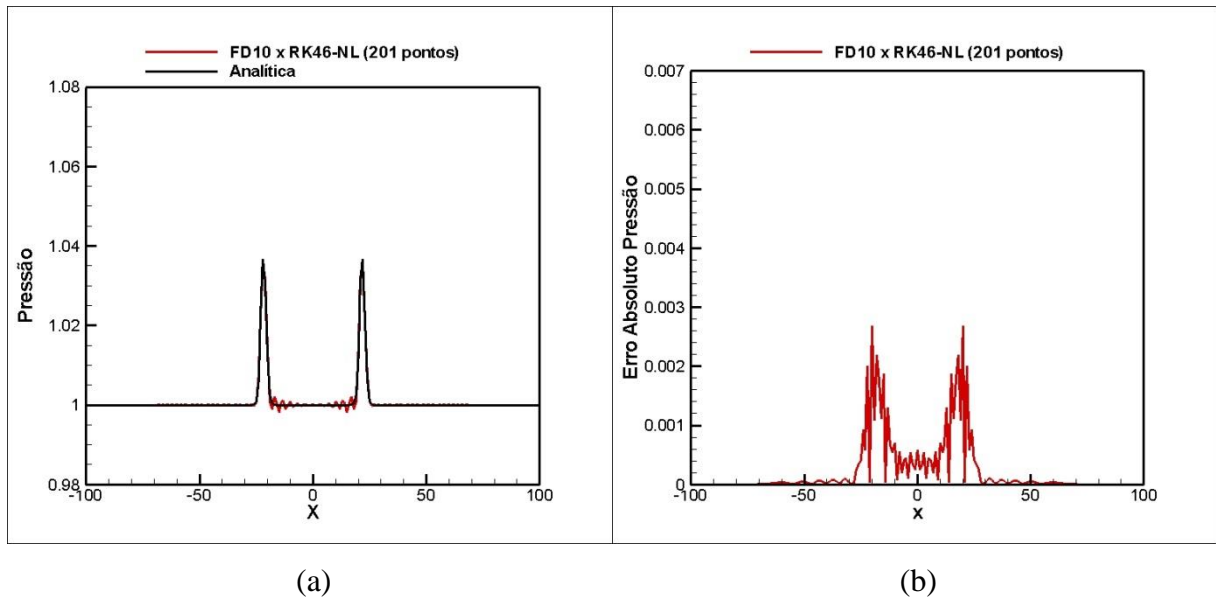 FD10 x RK46-NL (201 pontos)
Analítica
1.08
1.06
1.04
1.02
1
0.98
Pressão
-100
-50
0
50
100
X
(a)
FD10 x RK46-NL (201 pontos)
0.007
0.006
0.005
0.004
0.003
0.002
0.001
0
Erro Absoluto Pressão
-100
-50
0
50
100
x
(b)